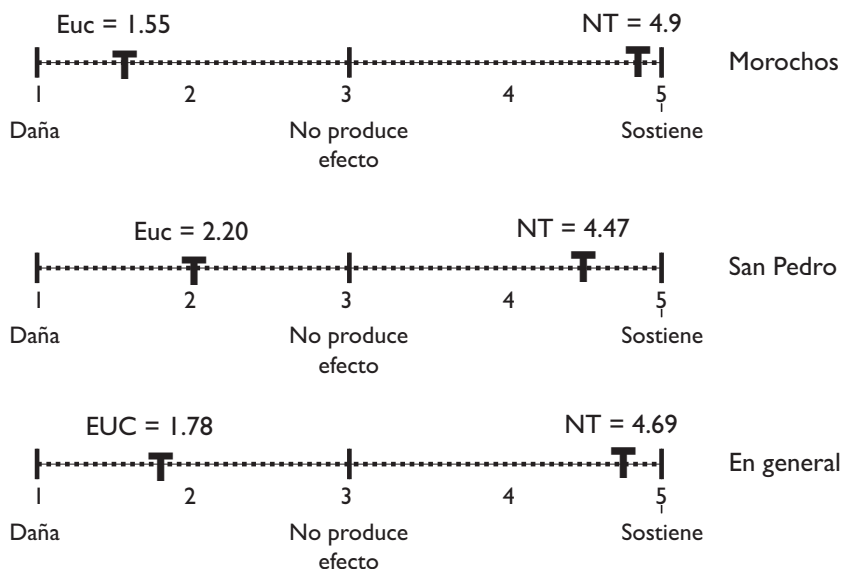 Euc = 1.55 NT = 4.9
Morochos
1 2 3 4 5
Daña No produce Sostiene
efecto
Euc = 2.20 NT = 4.47
San Pedro
1 2 3 4 5
Daña No produce Sostiene
efecto
EUC = 1.78 NT = 4.69
En general
1 2 3 4 5
Daña No produce Sostiene
efecto